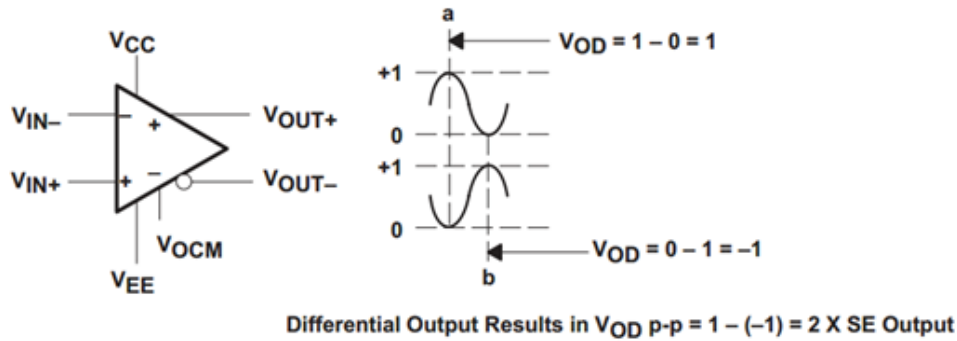 a
VCC
VOD = 1 – 0 = 1
+1
VIN–
–
+
VOUT+
0
+1
VIN+
+
–
VOUT–
0
VOCM
VOD = 0 – 1 = –1
VEE
b
Differential Output Results in VOD p-p = 1 – (–1) = 2 X SE Output